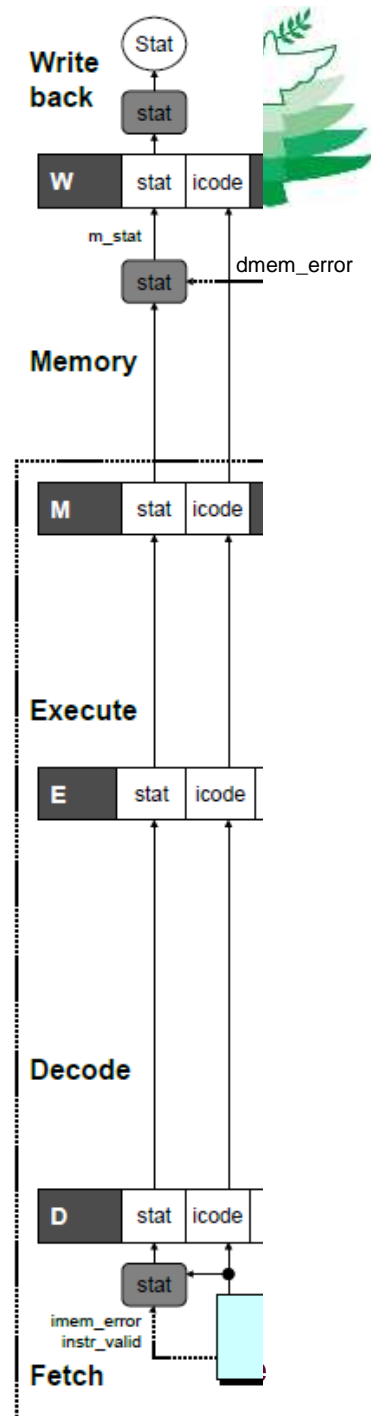 Stat
Write
back
stat
W stat icode
m_stat
dmem_error
stat
Memory
M stat icode
Execute
E stat icode
Decode
D stat icode
stat
imem_error
instr_valid
Fetch